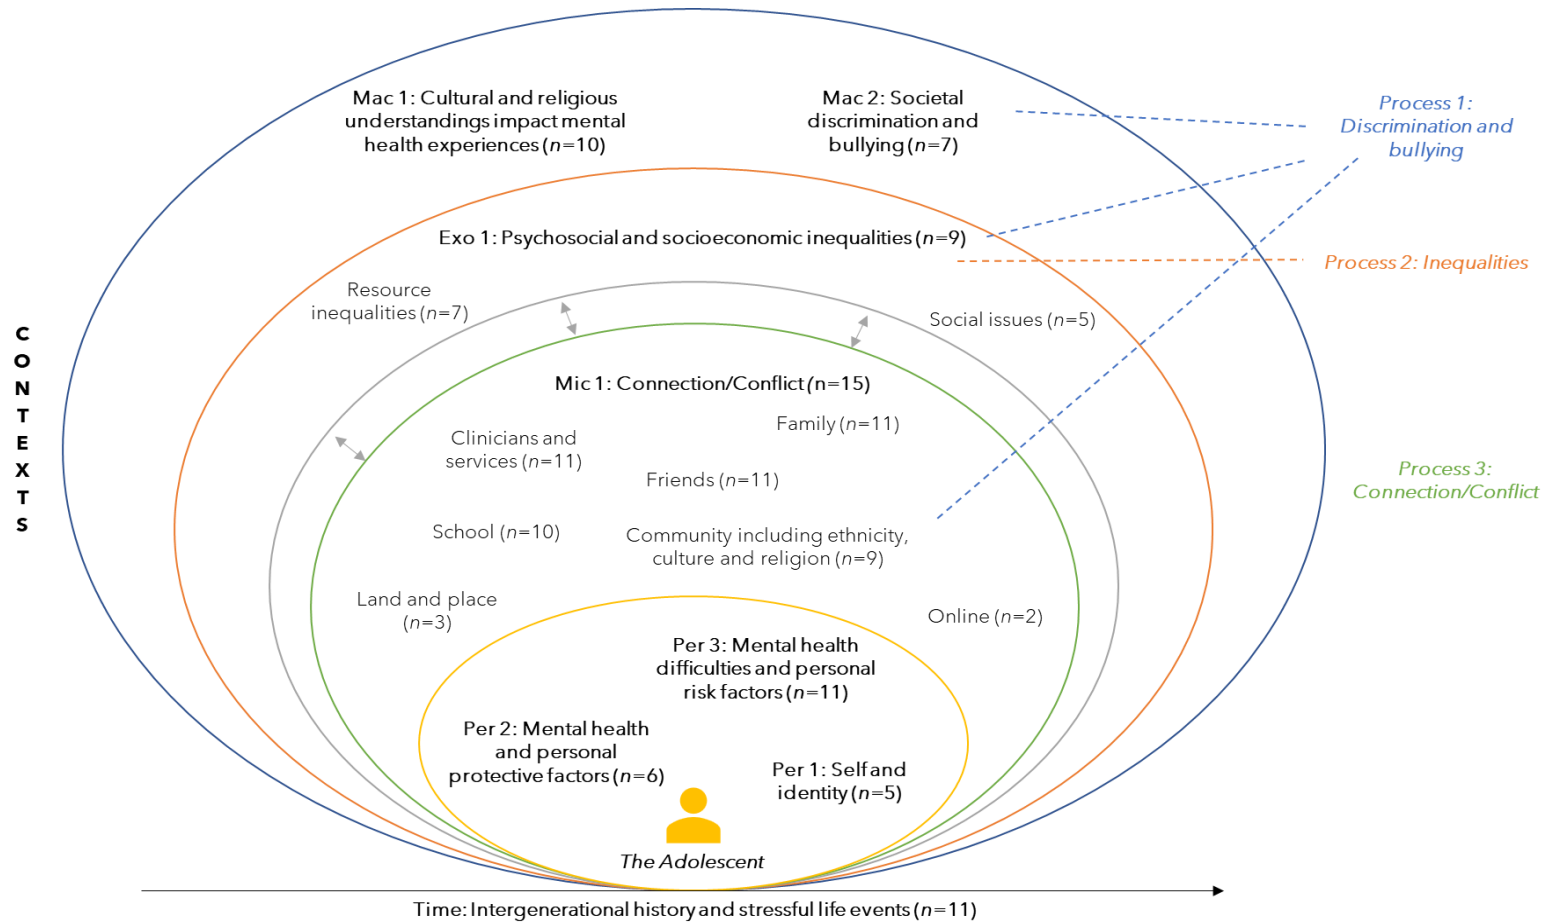 CONTEXTS
Mac 1: Cultural and religious
understandings impact mental
health experiences (n=10)
Mac 2: Societal
discrimination and
bullying (n=7)
Process 1:
Discrimination and
bullying
Exo 1: Psychosocial and socioeconomic inequalities (n=9)
Process 2: Inequalities
Resource
inequalities (n=7)
Social issues (n=5)
Mic 1: Connection/Conflict (n=15)
Family (n=11)
Clinicians and
services (n=11)
Friends (n=11)
Process 3:
Connection/Conflict
School (n=10)
Community including ethnicity,
culture and religion (n=9)
Land and place
(n=3)
Online (n=2)
Per 3: Mental health
difficulties and personal
risk factors (n=11)
Per 2: Mental health
and personal
protective factors (n=6)
Per 1: Self and
identity (n=5)
The Adolescent
Time: Intergenerational history and stressful life events (n=11)